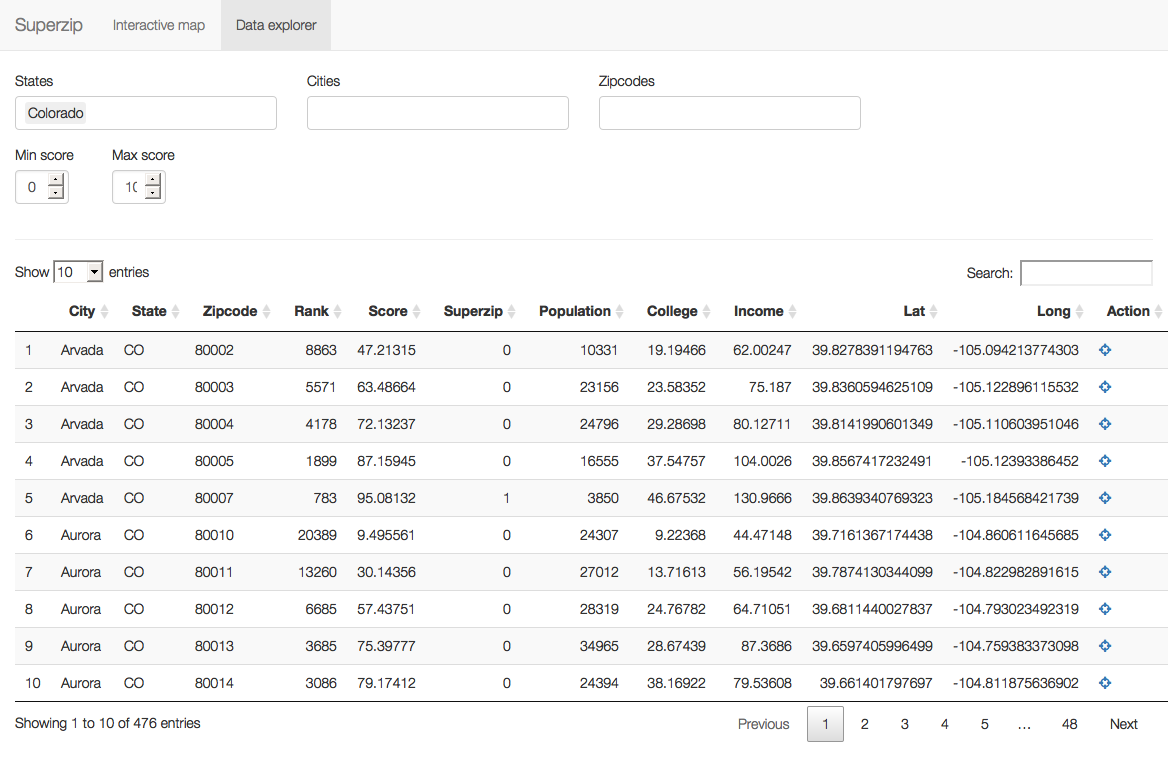 Superzip Interactive map Data explorer
States Cities Zipcodes
Colorado
Min score Max score
0 10
Show 10 entries Search:
City State Zipcode Rank Score Superzip Population College Income Lat Long Action
1 Arvada CO 80002 8863 47.21315 0 10331 19.19466 62.00247 39.8278391194763 -105.094213774303
2 Arvada CO 80003 5571 63.48664 0 23156 23.58352 75.187 39.8360594625109 -105.122896115532
3 Arvada CO 80004 4178 72.13237 0 24796 29.28698 80.12711 39.8141990601349 -105.110603951046
4 Arvada CO 80005 1899 87.15945 0 16555 37.54757 104.0026 39.8567417232491 -105.12393386452
5 Arvada CO 80007 783 95.08132 1 3850 46.67532 130.9666 39.8639340769323 -105.184568421739
6 Aurora CO 80010 20389 9.495561 0 24307 9.22368 44.47148 39.7161367174438 -104.860611645685
7 Aurora CO 80011 13260 30.14356 0 27012 13.71613 56.19542 39.7874130344099 -104.822982891615
8 Aurora CO 80012 6685 57.43751 0 28319 24.76782 64.71051 39.6811440027837 -104.793023492319
9 Aurora CO 80013 3685 75.39777 0 34965 28.67439 87.3686 39.6597405996499 -104.759383373098
10 Aurora CO 80014 3086 79.17412 0 24394 38.16922 79.53608 39.661401797697 -104.811875636902
Showing 1 to 10 of 476 entries Previous 1 2 3 4 5 … 48 Next